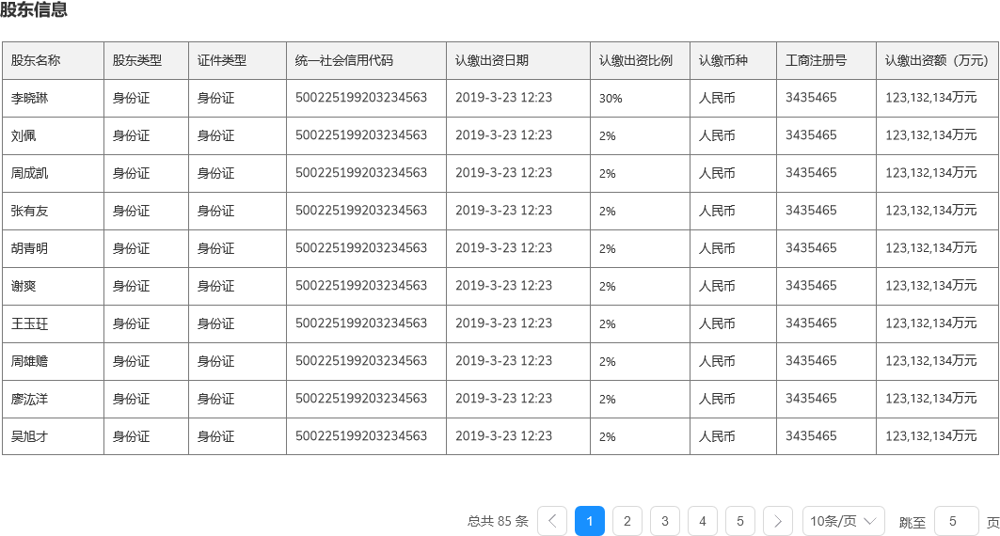 股东信息
股东名称 股东类型 证件类型 统一社会信用代码 认缴出资日期 认缴出资比例 认缴币种 工商注册号 认缴出资额（万元）
李晓琳 身份证 身份证 500225199203234563 2019-3-23 12:23 30% 人民币 3435465 123,132,134万元
刘佩 身份证 身份证 500225199203234563 2019-3-23 12:23 2% 人民币 3435465 123,132,134万元
周成凯 身份证 身份证 500225199203234563 2019-3-23 12:23 2% 人民币 3435465 123,132,134万元
张有友 身份证 身份证 500225199203234563 2019-3-23 12:23 2% 人民币 3435465 123,132,134万元
胡青明 身份证 身份证 500225199203234563 2019-3-23 12:23 2% 人民币 3435465 123,132,134万元
谢爽 身份证 身份证 500225199203234563 2019-3-23 12:23 2% 人民币 3435465 123,132,134万元
王玉玨 身份证 身份证 500225199203234563 2019-3-23 12:23 2% 人民币 3435465 123,132,134万元
周雄赡 身份证 身份证 500225199203234563 2019-3-23 12:23 2% 人民币 3435465 123,132,134万元
廖汯洋 身份证 身份证 500225199203234563 2019-3-23 12:23 2% 人民币 3435465 123,132,134万元
吴旭才 身份证 身份证 500225199203234563 2019-3-23 12:23 2% 人民币 3435465 123,132,134万元
总共 85 条 1 2 3 4 5 10条/页 跳至 5 页